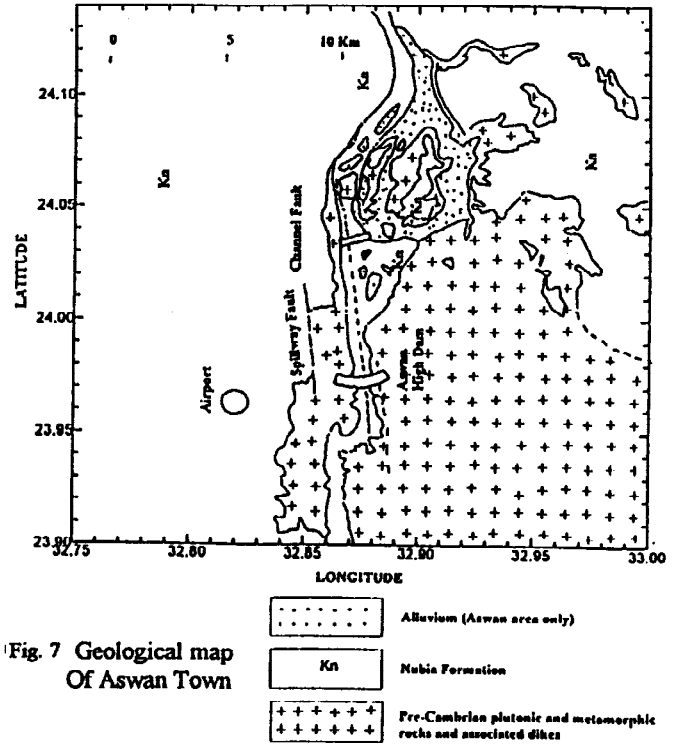 0 5 10 Km
Kn
24.10
Kn
Kn
24.05
Kn
Kn
LATITUDE
Channel Fault
24.00
Spillway Fault
Aswan
High Dam
Airport
23.95
23.90
32.75 32.80 32.85 32.90 32.95 33.00
LONGITUDE
Alluvium (Aswan area only)
Fig. 7 Geological map
Of Aswan Town
Kn
Nubia Formation
Pre-Cambrian plutonic and metamorphic
rocks and associated dikes